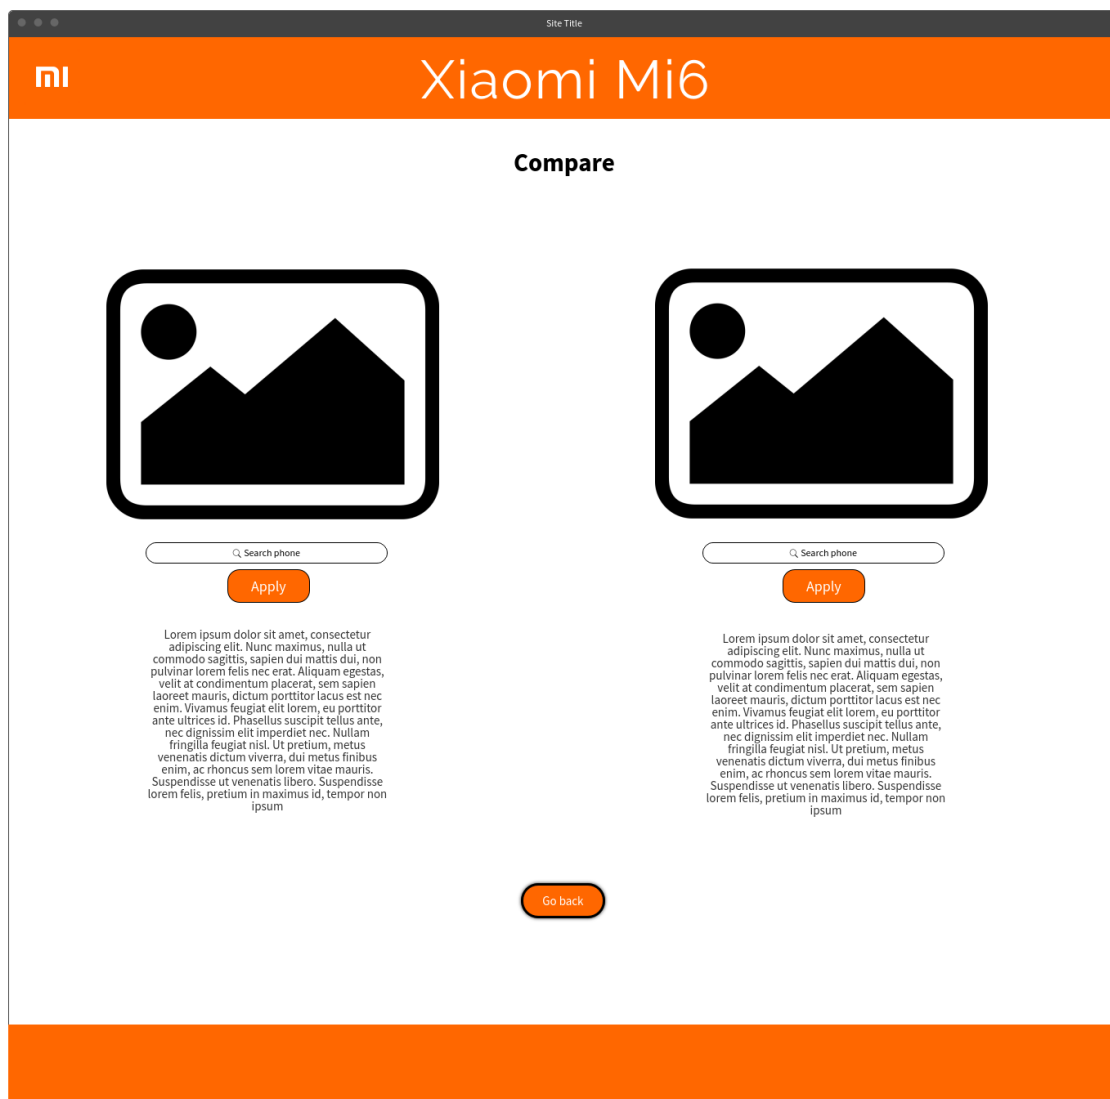 Site Title
mi
Xiaomi Mi6
Compare
Search phone
Apply
Lorem ipsum dolor sit amet, consectetur
adipiscing elit. Nunc maximus, nulla ut
commodo sagittis, sapien dui mattis dui, non
pulvinar lorem felis nec erat. Aliquam egestas,
velit at condimentum placerat, sem sapien
laoreet mauris, dictum porttitor lacus est nec
enim. Vivamus feugiat elit lorem, eu porttitor
ante ultrices id. Phasellus suscipit tellus ante,
nec dignissim elit imperdiet nec. Nullam
fringilla feugiat nisl. Ut pretium, metus
venenatis dictum viverra, dui metus finibus
enim, ac rhoncus sem lorem vitae mauris.
Suspendisse ut venenatis libero. Suspendisse
lorem felis, pretium in maximus id, tempor non
ipsum
Search phone
Apply
Lorem ipsum dolor sit amet, consectetur
adipiscing elit. Nunc maximus, nulla ut
commodo sagittis, sapien dui mattis dui, non
pulvinar lorem felis nec erat. Aliquam egestas,
velit at condimentum placerat, sem sapien
laoreet mauris, dictum porttitor lacus est nec
enim. Vivamus feugiat elit lorem, eu porttitor
ante ultrices id. Phasellus suscipit tellus ante,
nec dignissim elit imperdiet nec. Nullam
fringilla feugiat nisl. Ut pretium, metus
venenatis dictum viverra, dui metus finibus
enim, ac rhoncus sem lorem vitae mauris.
Suspendisse ut venenatis libero. Suspendisse
lorem felis, pretium in maximus id, tempor non
ipsum
Go back